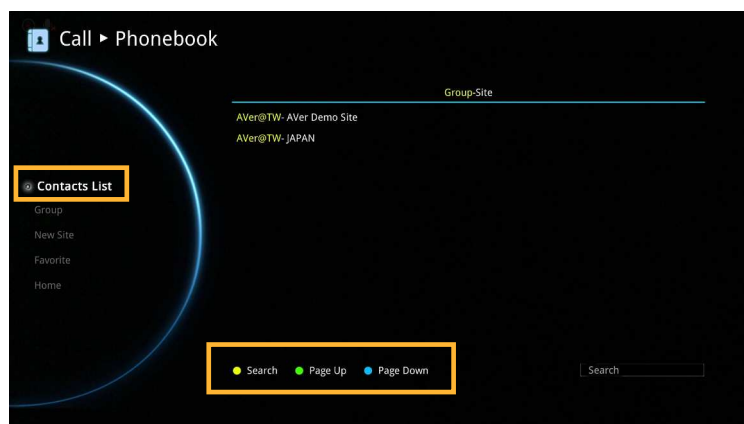 Call ▸ Phonebook
Group-Site
AVer@TW- AVer Demo Site
AVer@TW- JAPAN
Contacts List
Group
New Site
Favorite
Home
Search Page Up Page Down
Search